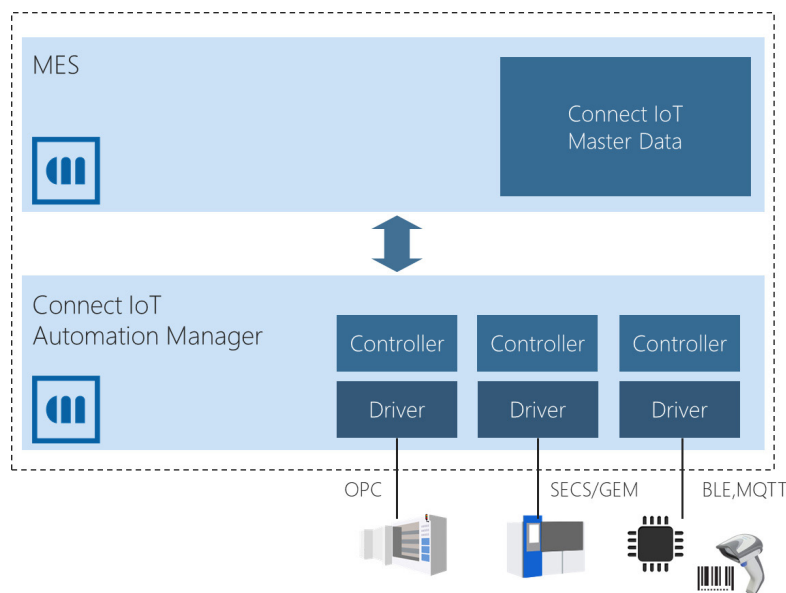 MES
Connect IoT
Master Data
Connect IoT
Automation Manager
Controller
Controller
Controller
Driver
Driver
Driver
OPC
SECS/GEM
BLE,MQTT